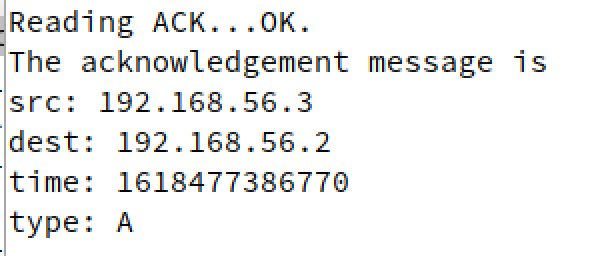 Reading ACK...OK.
The acknowledgement message is
src: 192.168.56.3
dest: 192.168.56.2
time: 1618477386770
type: A